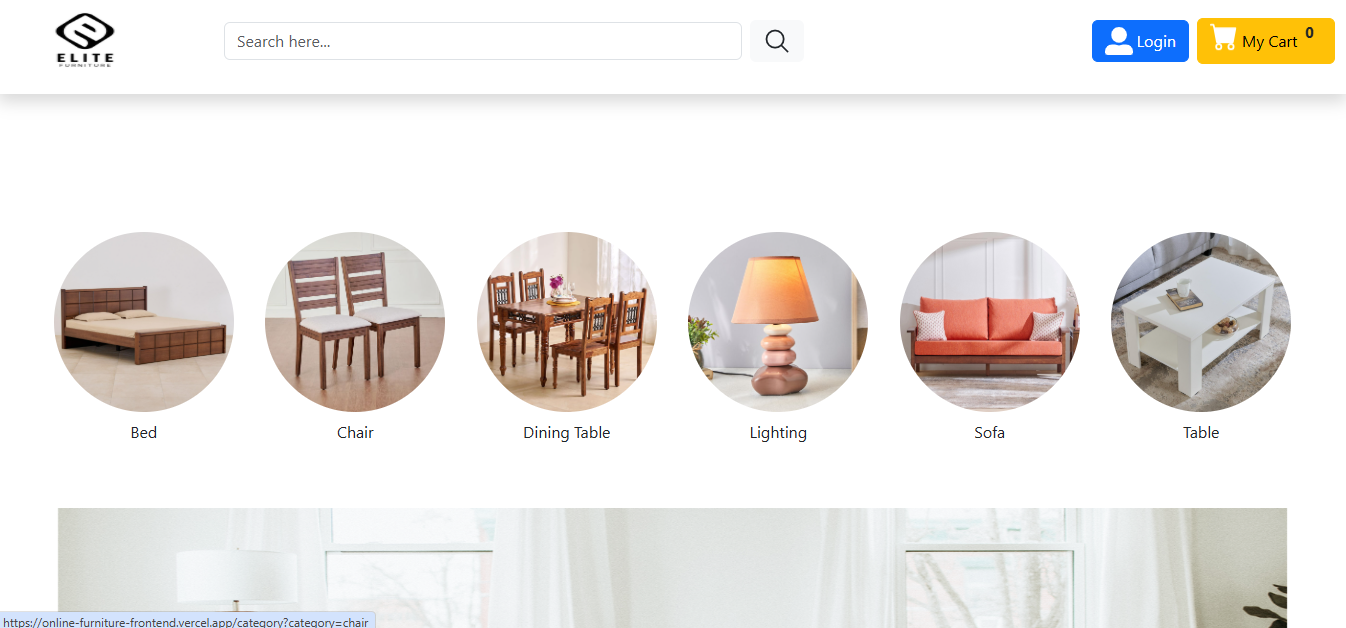 ELITE
FURNITURE
Search here...
Login
My Cart 0
Bed
Chair
Dining Table
Lighting
Sofa
Table
https://online-furniture-frontend.vercel.app/category?category=chair